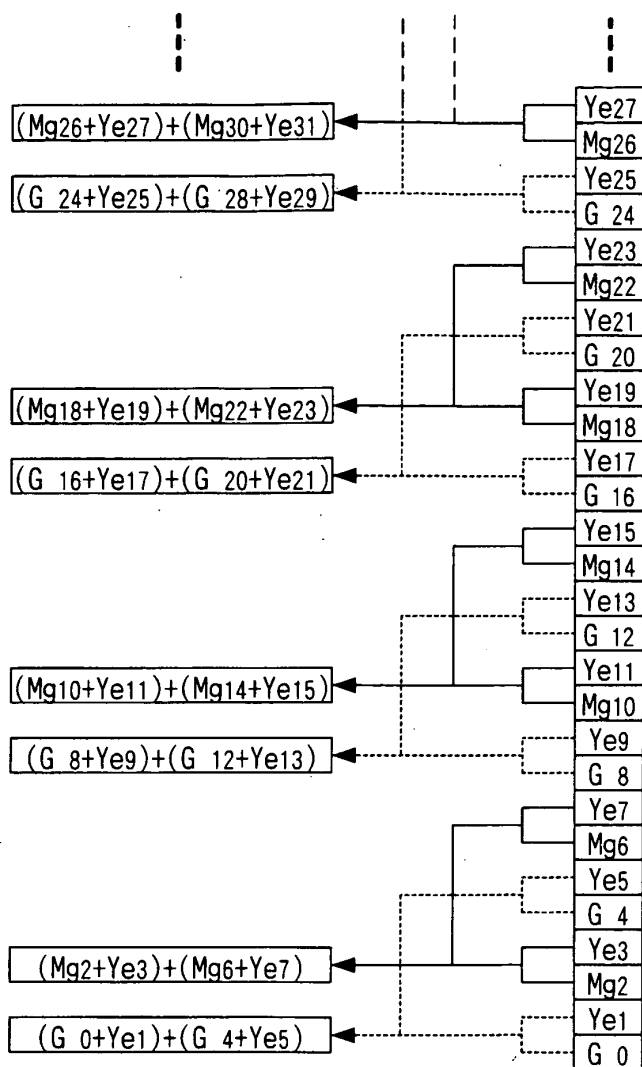 Ye27
(Mg26+Ye27)+(Mg30+Ye31)
Mg26
Ye25
(G 24+Ye25)+(G 28+Ye29)
G 24
Ye23
Mg22
Ye21
G 20
Ye19
(Mg18+Ye19)+(Mg22+Ye23)
Mg18
Ye17
(G 16+Ye17)+(G 20+Ye21)
G 16
Ye15
Mg14
Ye13
G 12
Ye11
(Mg10+Ye11)+(Mg14+Ye15)
Mg10
Ye9
(G 8+Ye9)+(G 12+Ye13)
G 8
Ye7
Mg6
Ye5
G 4
Ye3
(Mg2+Ye3)+(Mg6+Ye7)
Mg2
Ye1
(G 0+Ye1)+(G 4+Ye5)
G 0